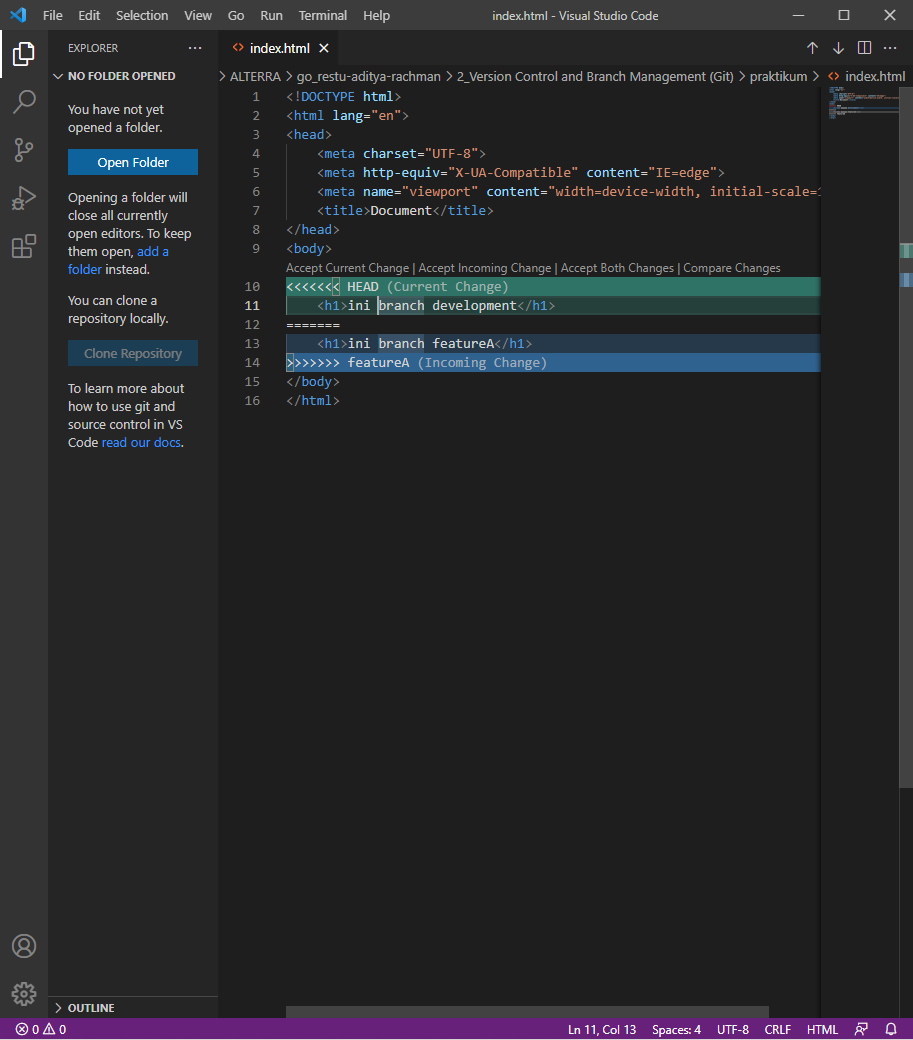 File Edit Selection View Go Run Terminal Help index.html - Visual Studio Code
EXPLORER
NO FOLDER OPENED
You have not yet
opened a folder.
Open Folder
Opening a folder will
close all currently
open editors. To keep
them open, add a
folder instead.
You can clone a
repository locally.
Clone Repository
To learn more about
how to use git and
source control in VS
Code read our docs.
OUTLINE
index.html
ALTERRA > go_restu-aditya-rachman > 2_Version Control and Branch Management (Git) > praktikum > index.html
1 <!DOCTYPE html>
2 <html lang="en">
3 <head>
4 <meta charset="UTF-8">
5 <meta http-equiv="X-UA-Compatible" content="IE=edge">
6 <meta name="viewport" content="width=device-width, initial-scale=
7 <title>Document</title>
8 </head>
9 <body>
Accept Current Change | Accept Incoming Change | Accept Both Changes | Compare Changes
10 <<<<<<< HEAD (Current Change)
11 <h1>ini branch development</h1>
12 =======
13 <h1>ini branch featureA</h1>
14 >>>>>>> featureA (Incoming Change)
15 </body>
16 </html>
0 0 Ln 11, Col 13 Spaces: 4 UTF-8 CRLF HTML